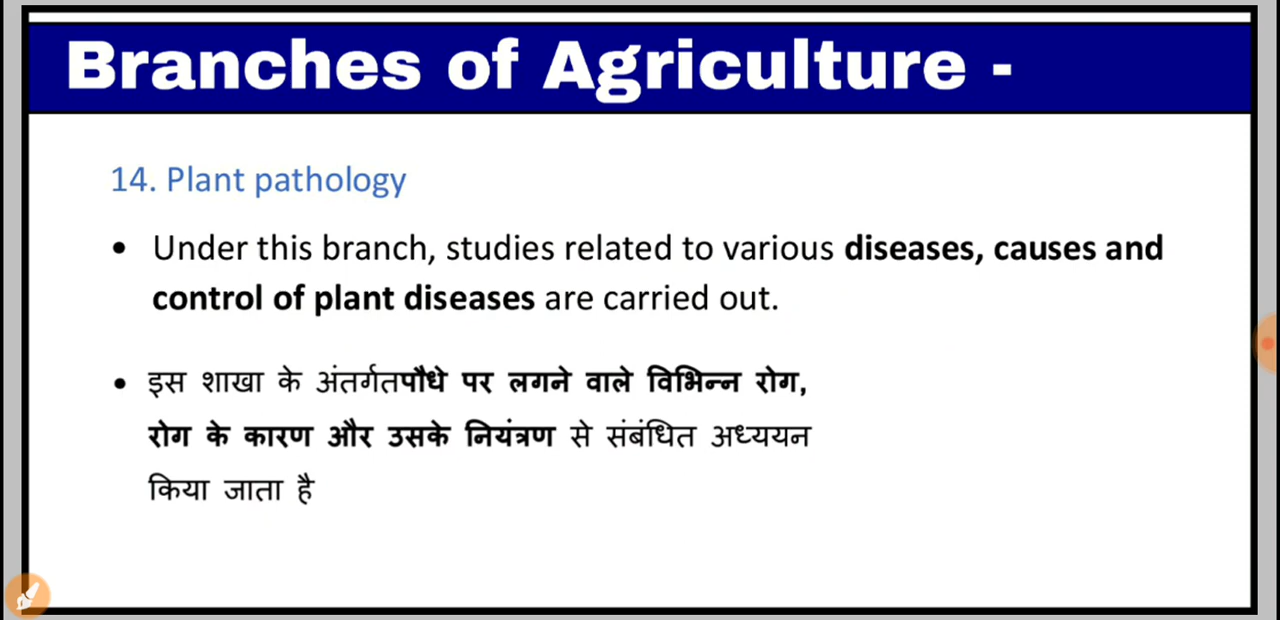 Branches of Agriculture -
14. Plant pathology
• Under this branch, studies related to various diseases, causes and
control of plant diseases are carried out.
• इस शाखा के अंतर्गतपौधे पर लगने वाले विभिन्न रोग,
रोग के कारण और उसके नियंत्रण से संबंधित अध्ययन
किया जाता है